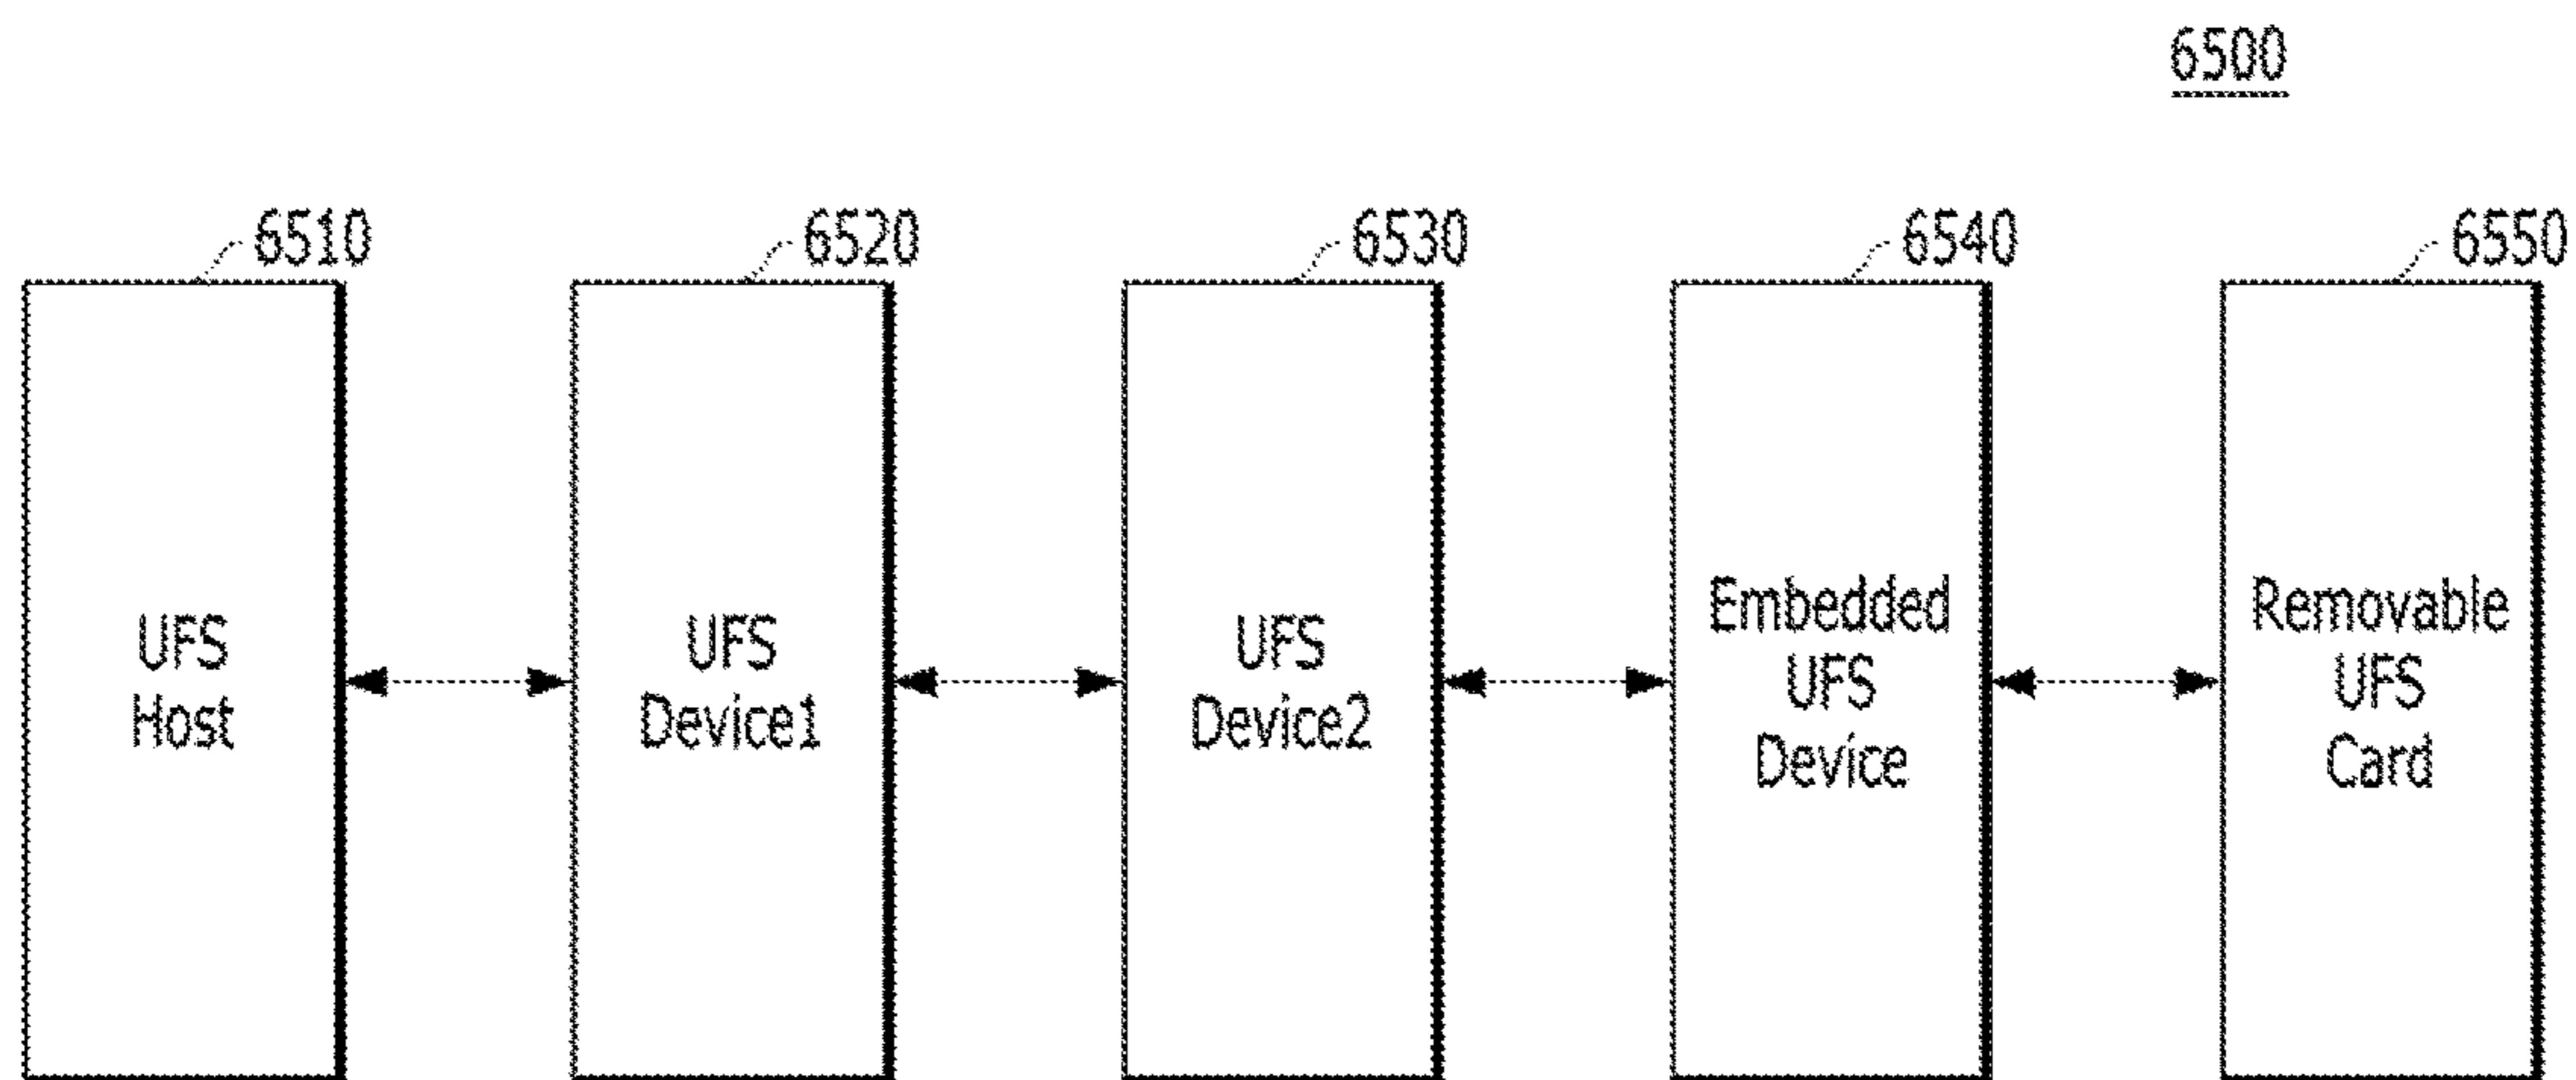 6500
6510
6520
6530
6540
6550
UFS
Host
UFS
Device1
UFS
Device2
Embedded
UFS
Device
Removable
UFS
Card